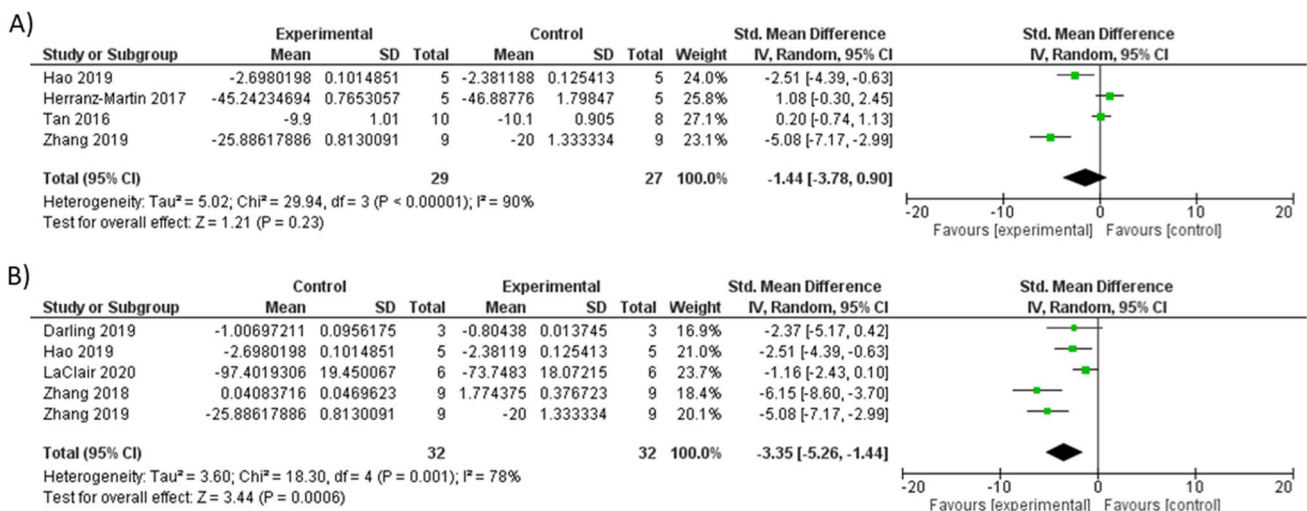 A)
Experimental Control Std. Mean Difference Std. Mean Difference
Study or Subgroup Mean SD Total Mean SD Total Weight IV, Random, 95% CI IV, Random, 95% CI
Hao 2019 -2.6980198 0.1014851 5 -2.381188 0.125413 5 24.0% -2.51 [-4.39, -0.63]
Herranz-Martin 2017 -45.24234694 0.7653057 5 -46.88776 1.79847 5 25.8% 1.08 [-0.30, 2.45]
Tan 2016 -9.9 1.01 10 -10.1 0.905 8 27.1% 0.20 [-0.74, 1.13]
Zhang 2019 -25.88617886 0.8130091 9 -20 1.333334 9 23.1% -5.08 [-7.17, -2.99]
Total (95% CI) 29 27 100.0% -1.44 [-3.78, 0.90]
Heterogeneity: Tau² = 5.02; Chi² = 29.94, df = 3 (P < 0.00001); I² = 90%
Test for overall effect: Z = 1.21 (P = 0.23)
-20 -10 0 10 20
Favours [experimental] Favours [control]
B)
Control Experimental Std. Mean Difference Std. Mean Difference
Study or Subgroup Mean SD Total Mean SD Total Weight IV, Random, 95% CI IV, Random, 95% CI
Darling 2019 -1.00697211 0.0956175 3 -0.80438 0.013745 3 16.9% -2.37 [-5.17, 0.42]
Hao 2019 -2.6980198 0.1014851 5 -2.38119 0.125413 5 21.0% -2.51 [-4.39, -0.63]
LaClair 2020 -97.4019306 19.450067 6 -73.7483 18.07215 6 23.7% -1.16 [-2.43, 0.10]
Zhang 2018 0.04083716 0.0469623 9 1.774375 0.376723 9 18.4% -6.15 [-8.60, -3.70]
Zhang 2019 -25.88617886 0.8130091 9 -20 1.333334 9 20.1% -5.08 [-7.17, -2.99]
Total (95% CI) 32 32 100.0% -3.35 [-5.26, -1.44]
Heterogeneity: Tau² = 3.60; Chi² = 18.30, df = 4 (P = 0.001); I² = 78%
Test for overall effect: Z = 3.44 (P = 0.0006)
-20 -10 0 10 20
Favours [experimental] Favours [control]